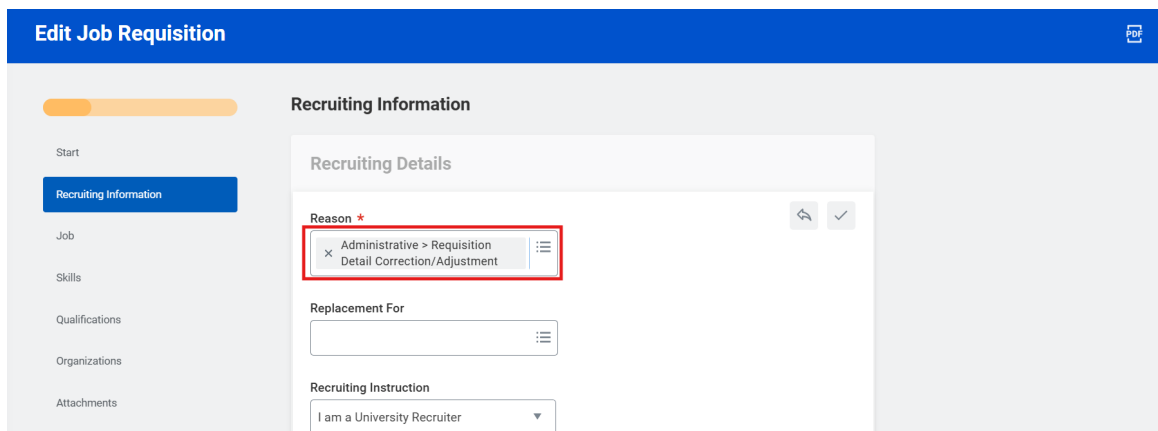 Edit Job Requisition
PDF
Recruiting Information
Start
Recruiting Information
Job
Skills
Qualifications
Organizations
Attachments
Recruiting Details
Reason *
× Administrative > Requisition
Detail Correction/Adjustment
Replacement For
Recruiting Instruction
I am a University Recruiter